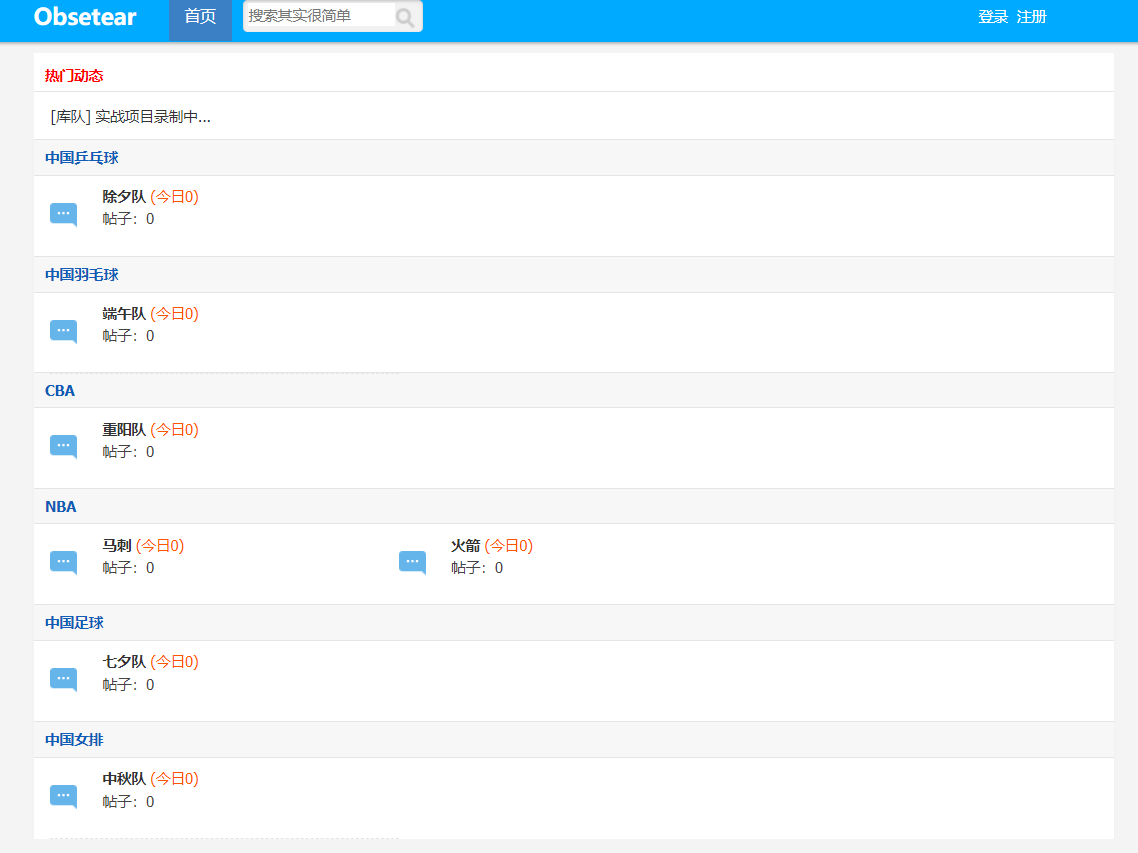 Obsetear 首页 搜索其实很简单 登录 注册
热门动态
[库队] 实战项目录制中...
中国乒乓球
除夕队 (今日0)
帖子：0
中国羽毛球
端午队 (今日0)
帖子：0
CBA
重阳队 (今日0)
帖子：0
NBA
马刺 (今日0) 火箭 (今日0)
帖子：0 帖子：0
中国足球
七夕队 (今日0)
帖子：0
中国女排
中秋队 (今日0)
帖子：0